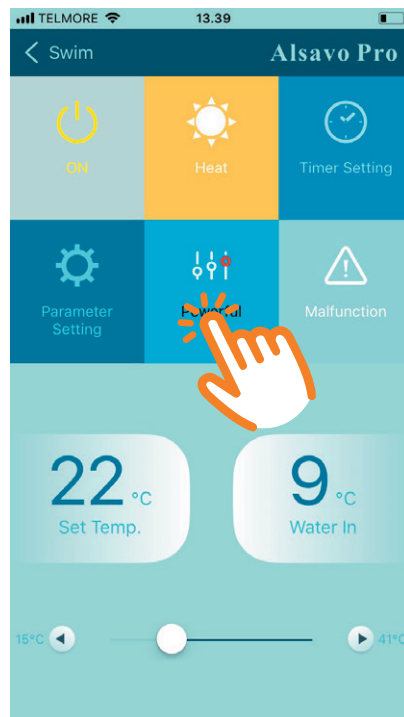 TELMORE 13.39
Swim Alsavo Pro
ON Heat Timer Setting
Parameter
Setting
Powerful Malfunction
22 °C 9 °C
Set Temp. Water In
15°C 41°C